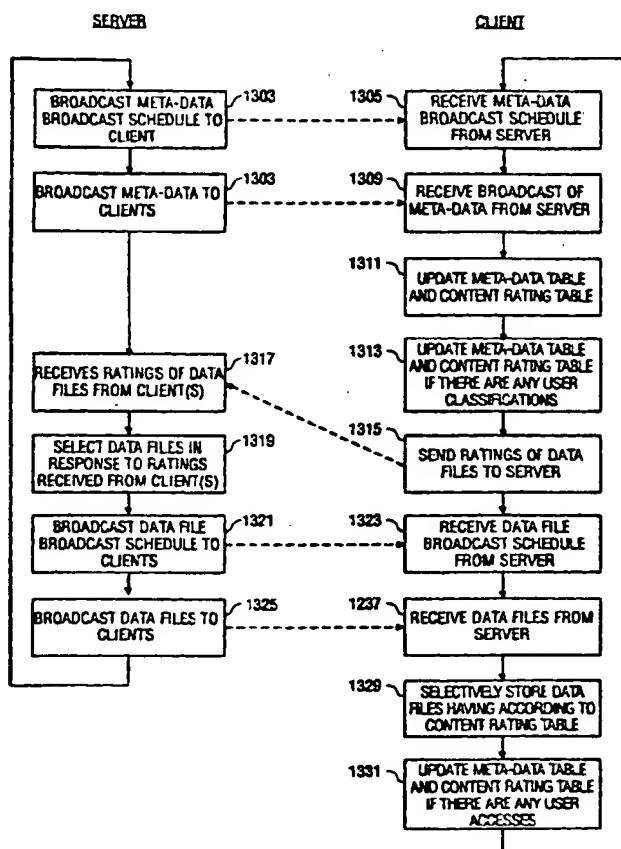 SERVER
CLIENT
1303
BROADCAST META-DATA
BROADCAST SCHEDULE TO
CLIENT
1305
RECEIVE META-DATA
BROADCAST SCHEDULE
FROM SERVER
1303
BROADCAST META-DATA TO
CLIENTS
1309
RECEIVE BROADCAST OF
META-DATA FROM SERVER
1311
UPDATE META-DATA TABLE
AND CONTENT RATING TABLE
1313
UPDATE META-DATA TABLE
AND CONTENT RATING TABLE
IF THERE ARE ANY USER
CLASSIFICATIONS
1317
RECEIVES RATINGS OF DATA
FILES FROM CLIENT(S)
1315
SEND RATINGS OF DATA
FILES TO SERVER
1319
SELECT DATA FILES IN
RESPONSE TO RATINGS
RECEIVED FROM CLIENT(S)
1321
BROADCAST DATA FILE
BROADCAST SCHEDULE TO
CLIENTS
1323
RECEIVE DATA FILE
BROADCAST SCHEDULE
FROM SERVER
1325
BROADCAST DATA FILES TO
CLIENTS
1237
RECEIVE DATA FILES FROM
SERVER
1329
SELECTIVELY STORE DATA
FILES HAVING ACCORDING TO
CONTENT RATING TABLE
1331
UPDATE META-DATA TABLE
AND CONTENT RATING TABLE
IF THERE ARE ANY USER
ACCESSES